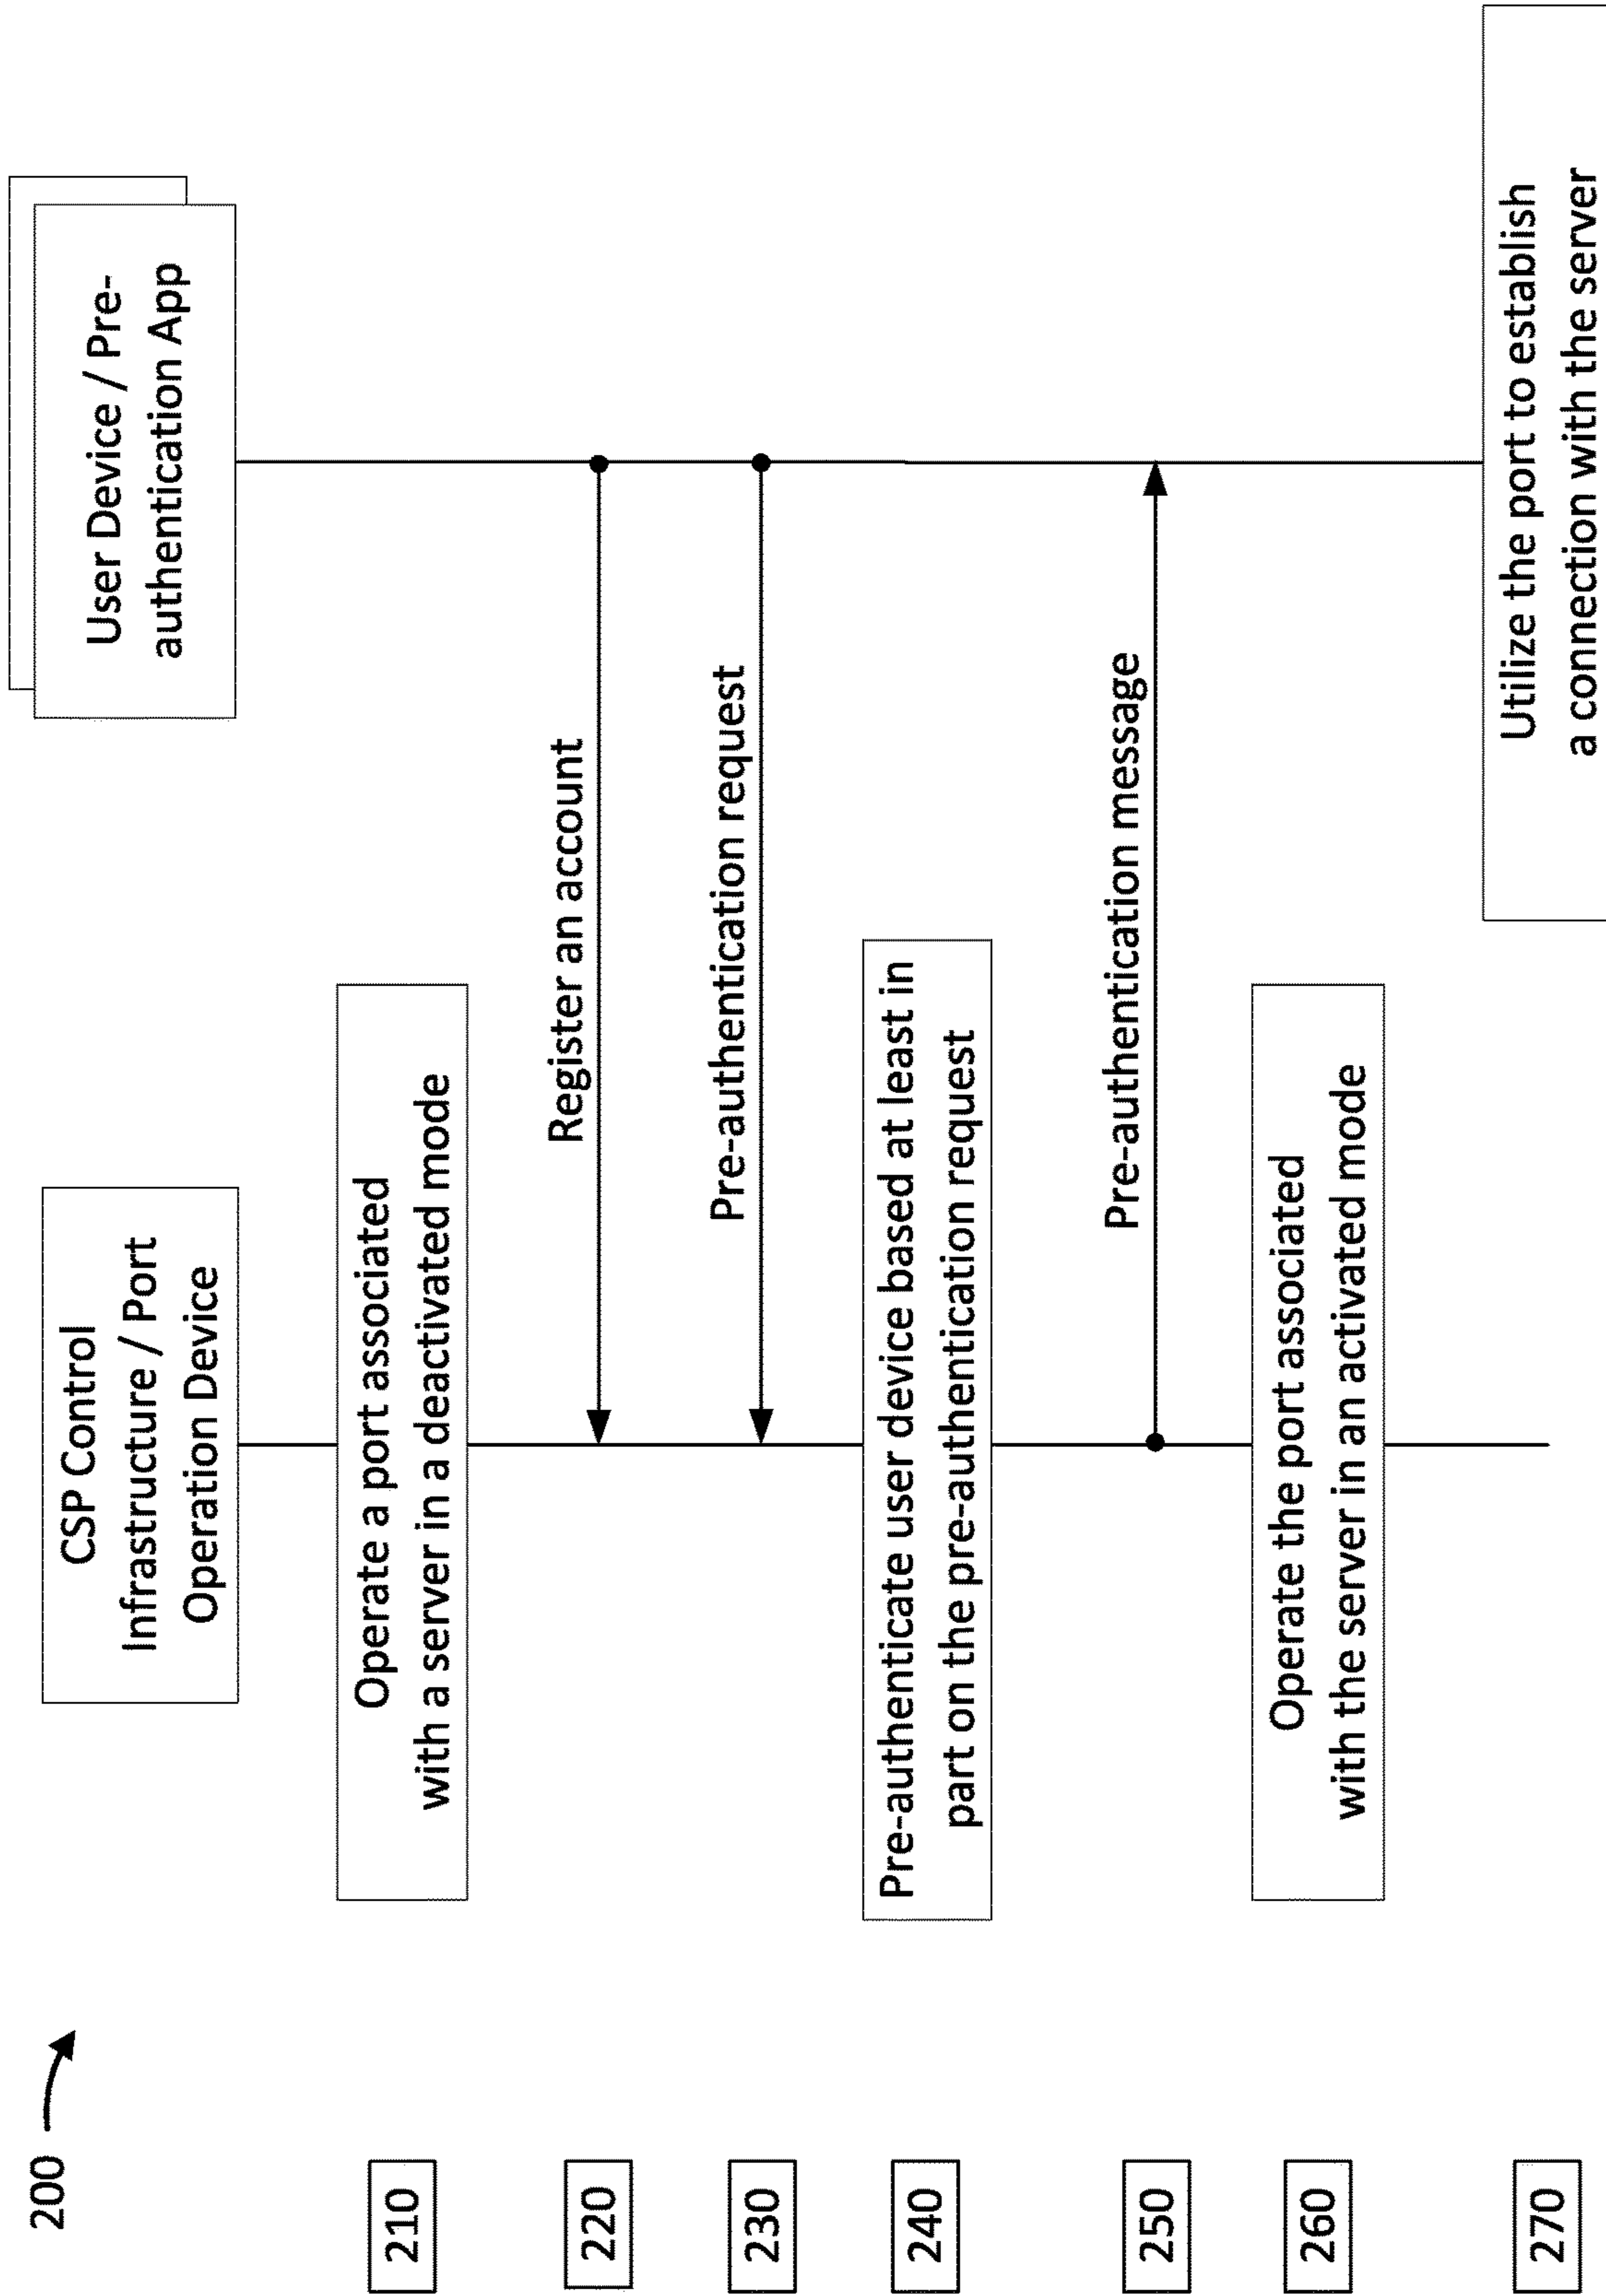 200
CSP Control
Infrastructure / Port
Operation Device
User Device / Pre-
authentication App
210
Operate a port associated
with a server in a deactivated mode
220
Register an account
230
Pre-authentication request
240
Pre-authenticate user device based at least in
part on the pre-authentication request
250
Pre-authentication message
260
Operate the port associated
with the server in an activated mode
270
Utilize the port to establish
a connection with the server